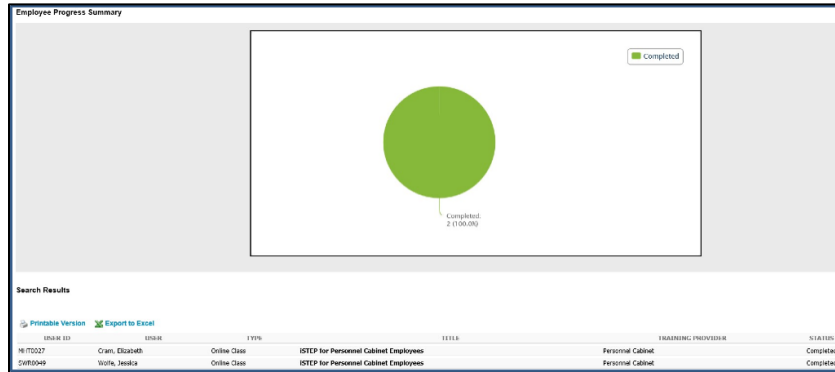 Employee Progress Summary
Completed
Completed,
2 (100.0%)
Search Results
Printable Version Export to Excel
USER ID USER TYPE TITLE TRAINING PROVIDER STATUS
MHT0027 Cram, Elizabeth Online Class iSTEP for Personnel Cabinet Employees Personnel Cabinet Completed
SWR0049 Wolfe, Jessica Online Class iSTEP for Personnel Cabinet Employees Personnel Cabinet Completed